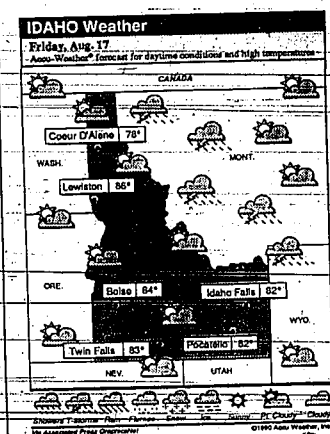 IDAHO Weather
Friday, Aug. 17
Accu-Weather® forecast for daytime conditions and high temperatures
CANADA
Coeur D'Alene 78°
WASH.
MONT.
Lewiston 86°
ORE.
Boise 84°
Idaho Falls 82°
WYO.
Twin Falls 83°
Pocatello 82°
NEV.
UTAH
Showers T-storms Rain Flurries Snow Ice Sunny Pt. Cloudy Cloudy
Via Associated Press GraphicsNet
©1990 Accu-Weather, Inc.